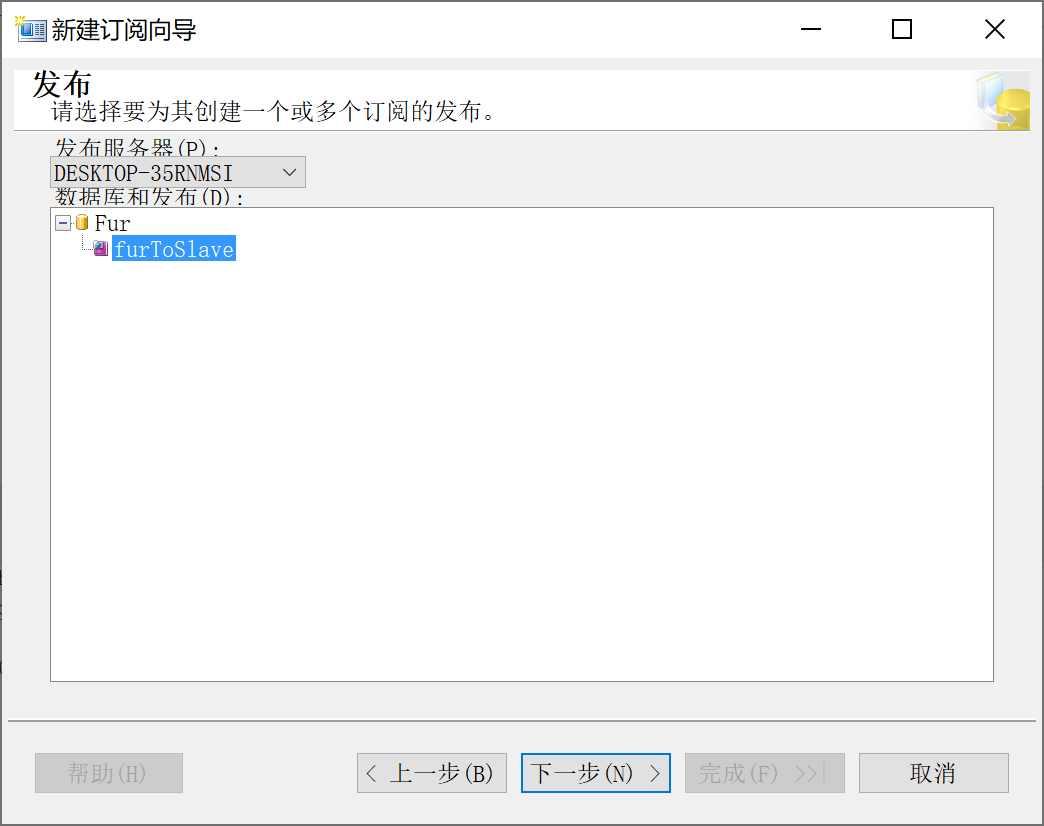 新建订阅向导
发布
请选择要为其创建一个或多个订阅的发布。
发布服务器(P):
DESKTOP-35RNMSI
数据库和发布(D):
Fur
furToSlave
帮助(H)
< 上一步(B)
下一步(N) >
完成(F) >>|
取消